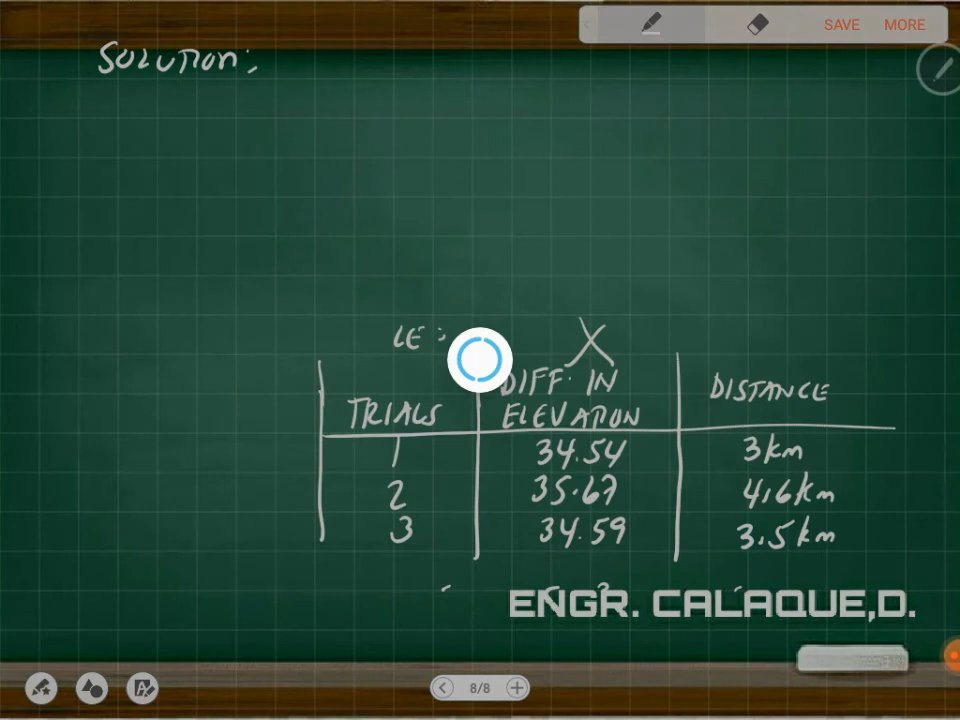 SAVE MORE
SOLUTION:
LE: X
TRIALS DIFF. IN ELEVATION DISTANCE
1 34.54 3km
2 35.67 4.6km
3 34.59 3.5km
ENGR. CALAQUE,D.
8/8